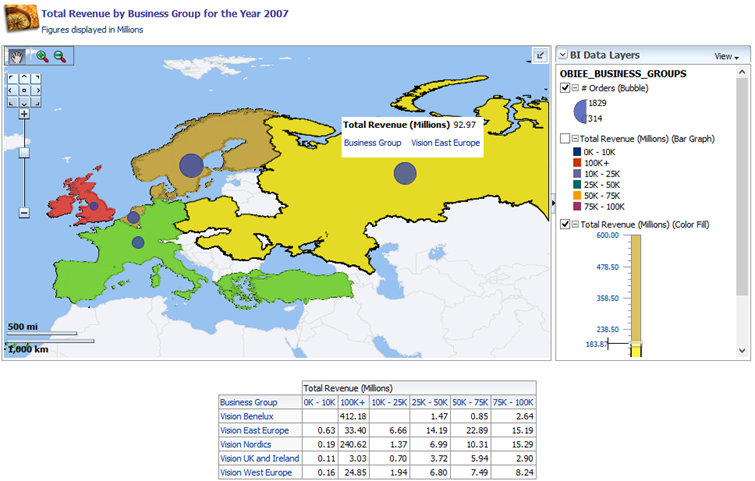 Total Revenue by Business Group for the Year 2007
Figures displayed in Millions
Total Revenue (Millions) 92.97
Business Group Vision East Europe
500 mi
1,000 km
BI Data Layers View
OBIEE_BUSINESS_GROUPS
# Orders (Bubble)
1829
314
Total Revenue (Millions) (Bar Graph)
0K - 10K
100K+
10K - 25K
25K - 50K
50K - 75K
75K - 100K
Total Revenue (Millions) (Color Fill)
600.00
478.50
358.50
238.50
183.87
Total Revenue (Millions)
Business Group 0K - 10K 100K+ 10K - 25K 25K - 50K 50K - 75K 75K - 100K
Vision Benelux 412.18 1.47 0.85 2.64
Vision East Europe 0.63 33.40 6.66 14.19 22.89 15.19
Vision Nordics 0.19 240.62 1.37 6.99 10.31 15.29
Vision UK and Ireland 0.11 3.03 0.70 3.72 5.94 2.90
Vision West Europe 0.16 24.85 1.94 6.80 7.49 8.24